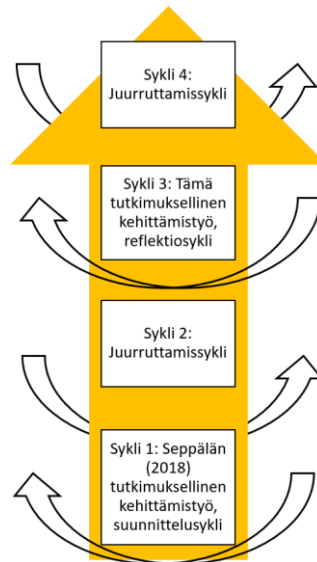 Sykli 4:
Juurruttamissykli
Sykli 3: Tämä
tutkimuksellinen
kehittämistyö,
reflektiosykli
Sykli 2:
Juurruttamissykli
Sykli 1: Seppälän
(2018)
tutkimuksellinen
kehittämistyö,
suunnittelusykli